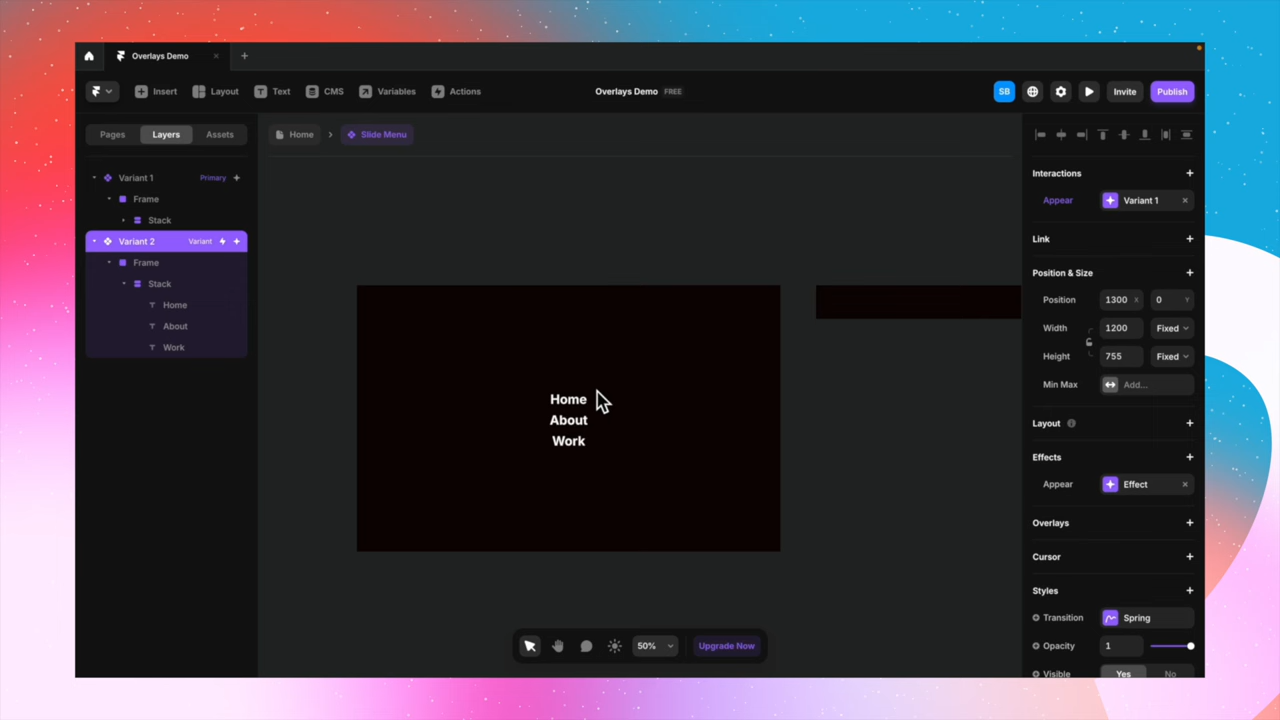 Overlays Demo
Insert
Layout
Text
CMS
Variables
Actions
Overlays Demo FREE
SB
Invite
Publish
Pages
Layers
Assets
Home
Slide Menu
Variant 1 Primary
Frame
Stack
Variant 2 Variant
Frame
Stack
Home
About
Work
Home
About
Work
50%
Upgrade Now
Interactions
Appear Variant 1
Link
Position & Size
Position 1300 X 0 Y
Width 1200 Fixed
Height 755 Fixed
Min Max Add...
Layout
Effects
Appear Effect
Overlays
Cursor
Styles
Transition Spring
Opacity 1
Visible Yes No